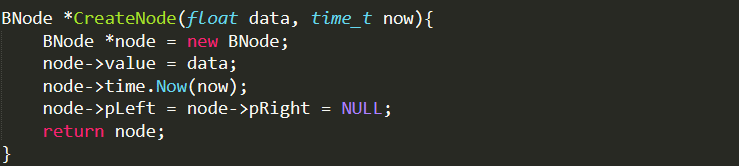 BNode *CreateNode(float data, time_t now){
    BNode *node = new BNode;
    node->value = data;
    node->time.Now(now);
    node->pLeft = node->pRight = NULL;
    return node;
}